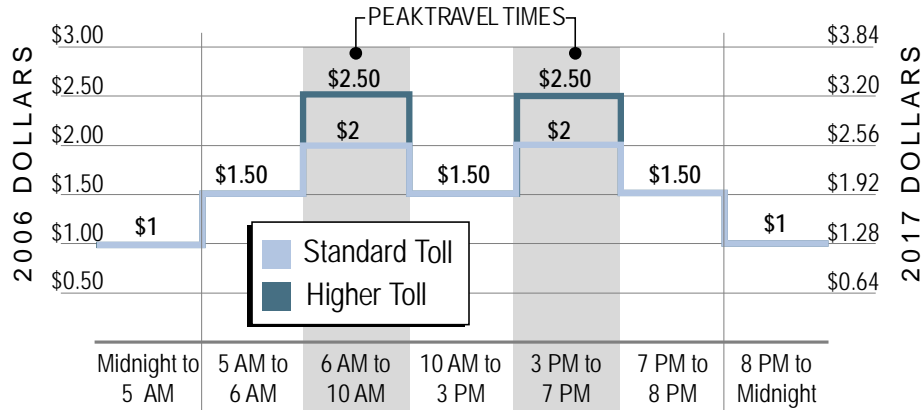 PEAKTRAVEL TIMES
2006 DOLLARS
$3.00
$2.50
$2.00
$1.50
$1.00
$0.50
$3.84
$3.20
$2.56
$1.92
$1.28
$0.64
2017 DOLLARS
$1
$1.50
$2.50
$2
$1.50
$2.50
$2
$1.50
$1
Standard Toll
Higher Toll
Midnight to
5 AM
5 AM to
6 AM
6 AM to
10 AM
10 AM to
3 PM
3 PM to
7 PM
7 PM to
8 PM
8 PM to
Midnight